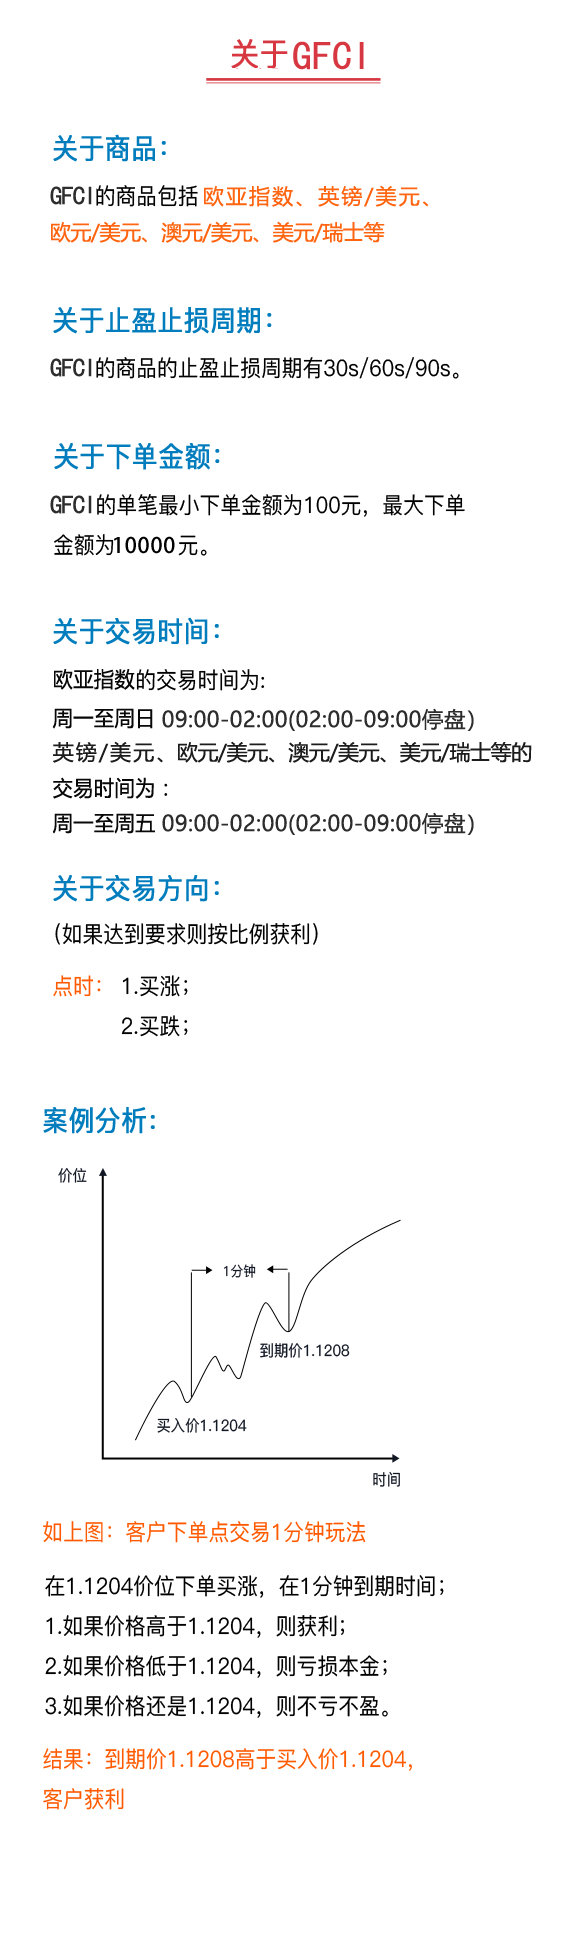 关于GFCI
关于商品：
GFCI的商品包括 欧亚指数、英镑/美元、
欧元/美元、澳元/美元、美元/瑞士等
关于止盈止损周期：
GFCI的商品的止盈止损周期有30s/60s/90s。
关于下单金额：
GFCI的单笔最小下单金额为100元，最大下单
金额为10000元。
关于交易时间：
欧亚指数的交易时间为:
周一至周日 09:00-02:00(02:00-09:00停盘)
英镑/美元、欧元/美元、澳元/美元、美元/瑞士等的
交易时间为 ：
周一至周五 09:00-02:00(02:00-09:00停盘)
关于交易方向：
(如果达到要求则按比例获利)
点时： 1.买涨；
2.买跌；
案例分析：
价位
1分钟
到期价1.1208
买入价1.1204
时间
如上图：客户下单点交易1分钟玩法
在1.1204价位下单买涨，在1分钟到期时间；
1.如果价格高于1.1204，则获利；
2.如果价格低于1.1204，则亏损本金；
3.如果价格还是1.1204，则不亏不盈。
结果：到期价1.1208高于买入价1.1204，
客户获利